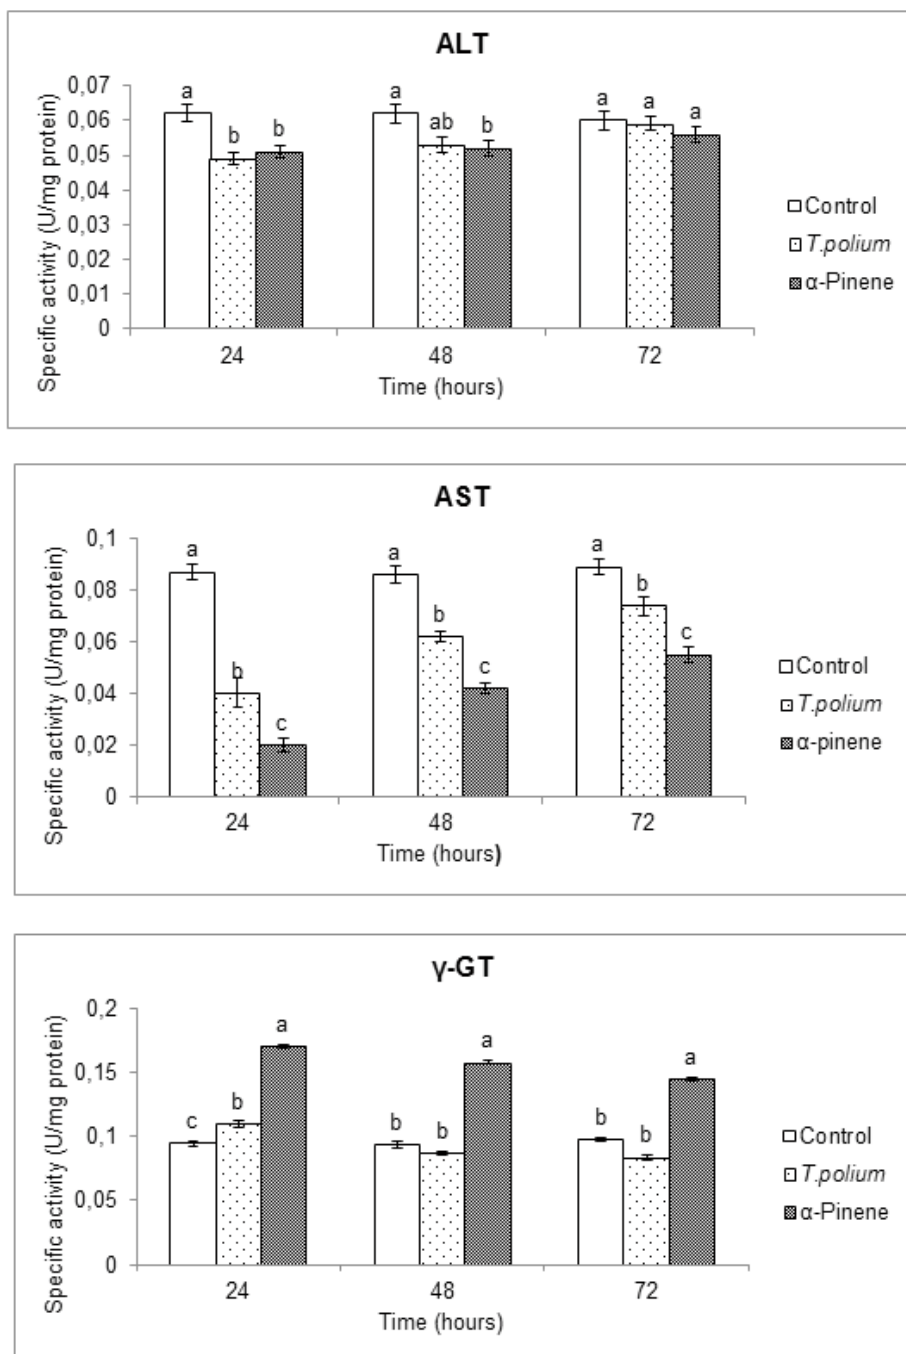 ALT
Specific activity (U/mg protein)
0,07
0,06
0,05
0,04
0,03
0,02
0,01
0
a
b
b
a
ab
b
a
a
a
24
48
72
Time (hours)
Control
T.polium
α-Pinene
AST
Specific activity (U/mg protein)
0,1
0,08
0,06
0,04
0,02
0
a
b
c
a
b
c
a
b
c
24
48
72
Time (hours)
Control
T.polium
α-pinene
γ-GT
Specific activity (U/mg protein)
0,2
0,15
0,1
0,05
0
c
b
a
b
b
a
b
b
a
24
48
72
Time (hours)
Control
T.polium
α-Pinene